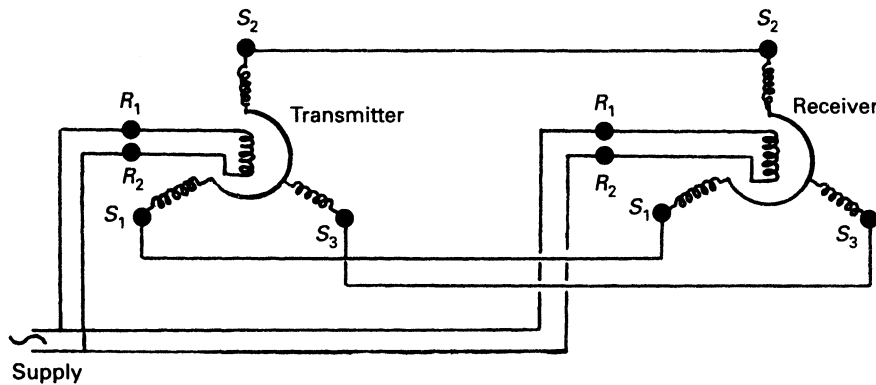 S2
S2
R1
Transmitter
R1
Receiver
R2
R2
S1
S3
S1
S3
Supply